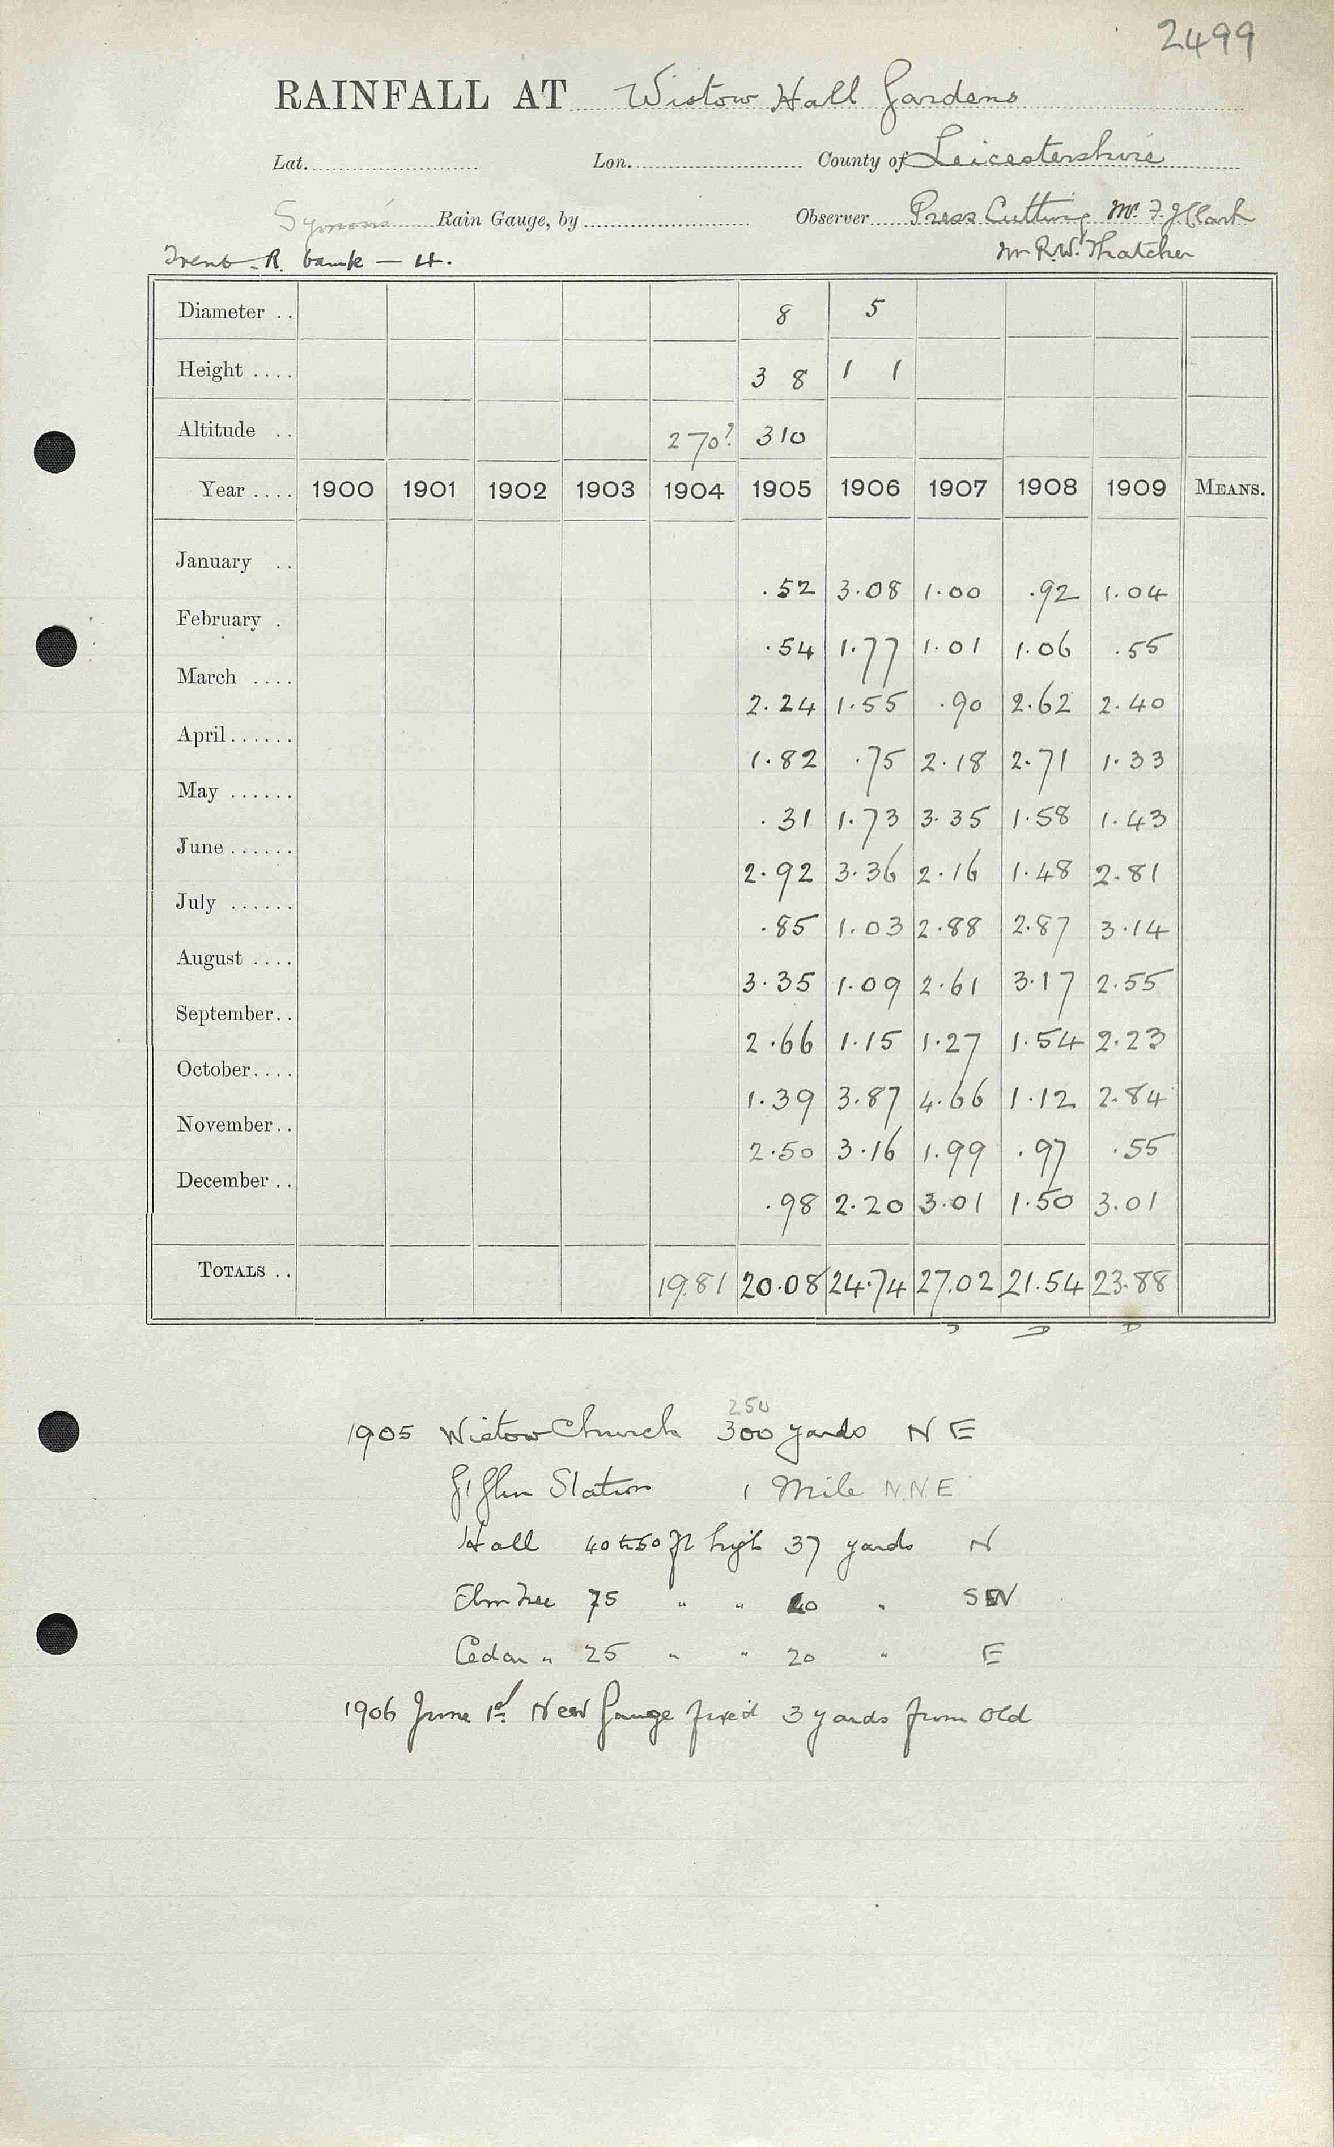 2499
RAINFALL AT Wistow Hall Gardens
Lat. Lon. County of Leicestershire
Symons Rain Gauge, by Observer Press Cutting Mr. F. J. Clark
Trent. R. bank — 4. Mr R.W. Thatcher
Diameter .. 8 5
Height .... 3 8 1 1
Altitude .. 270? 310
Year .... 1900 1901 1902 1903 1904 1905 1906 1907 1908 1909 MEANS.
January .. .52 3.08 1.00 .92 1.04
February . .54 1.77 1.01 1.06 .55
March .... 2.24 1.55 .90 2.62 2.40
April ...... 1.82 .75 2.18 2.71 1.33
May ...... .31 1.73 3.35 1.58 1.43
June ...... 2.92 3.36 2.16 1.48 2.81
July ...... .85 1.03 2.88 2.87 3.14
August .... 3.35 1.09 2.61 3.17 2.55
September.. 2.66 1.15 1.27 1.54 2.23
October.... 1.39 3.87 4.66 1.12 2.84
November.. 2.50 3.16 1.99 .97 .55
December .. .98 2.20 3.01 1.50 3.01
TOTALS .. 19.81 20.08 24.74 27.02 21.54 23.88
250
1905 Wistow Church 300 yards N E
Gt Glen Station 1 Mile N.N.E
Hall 40 to 50 ft high 37 yards N
Elm Tree 75 " " 40 " SW
Cedar " 25 " " 20 " E
1906 June 1st New Gauge fixed 3 yards from old